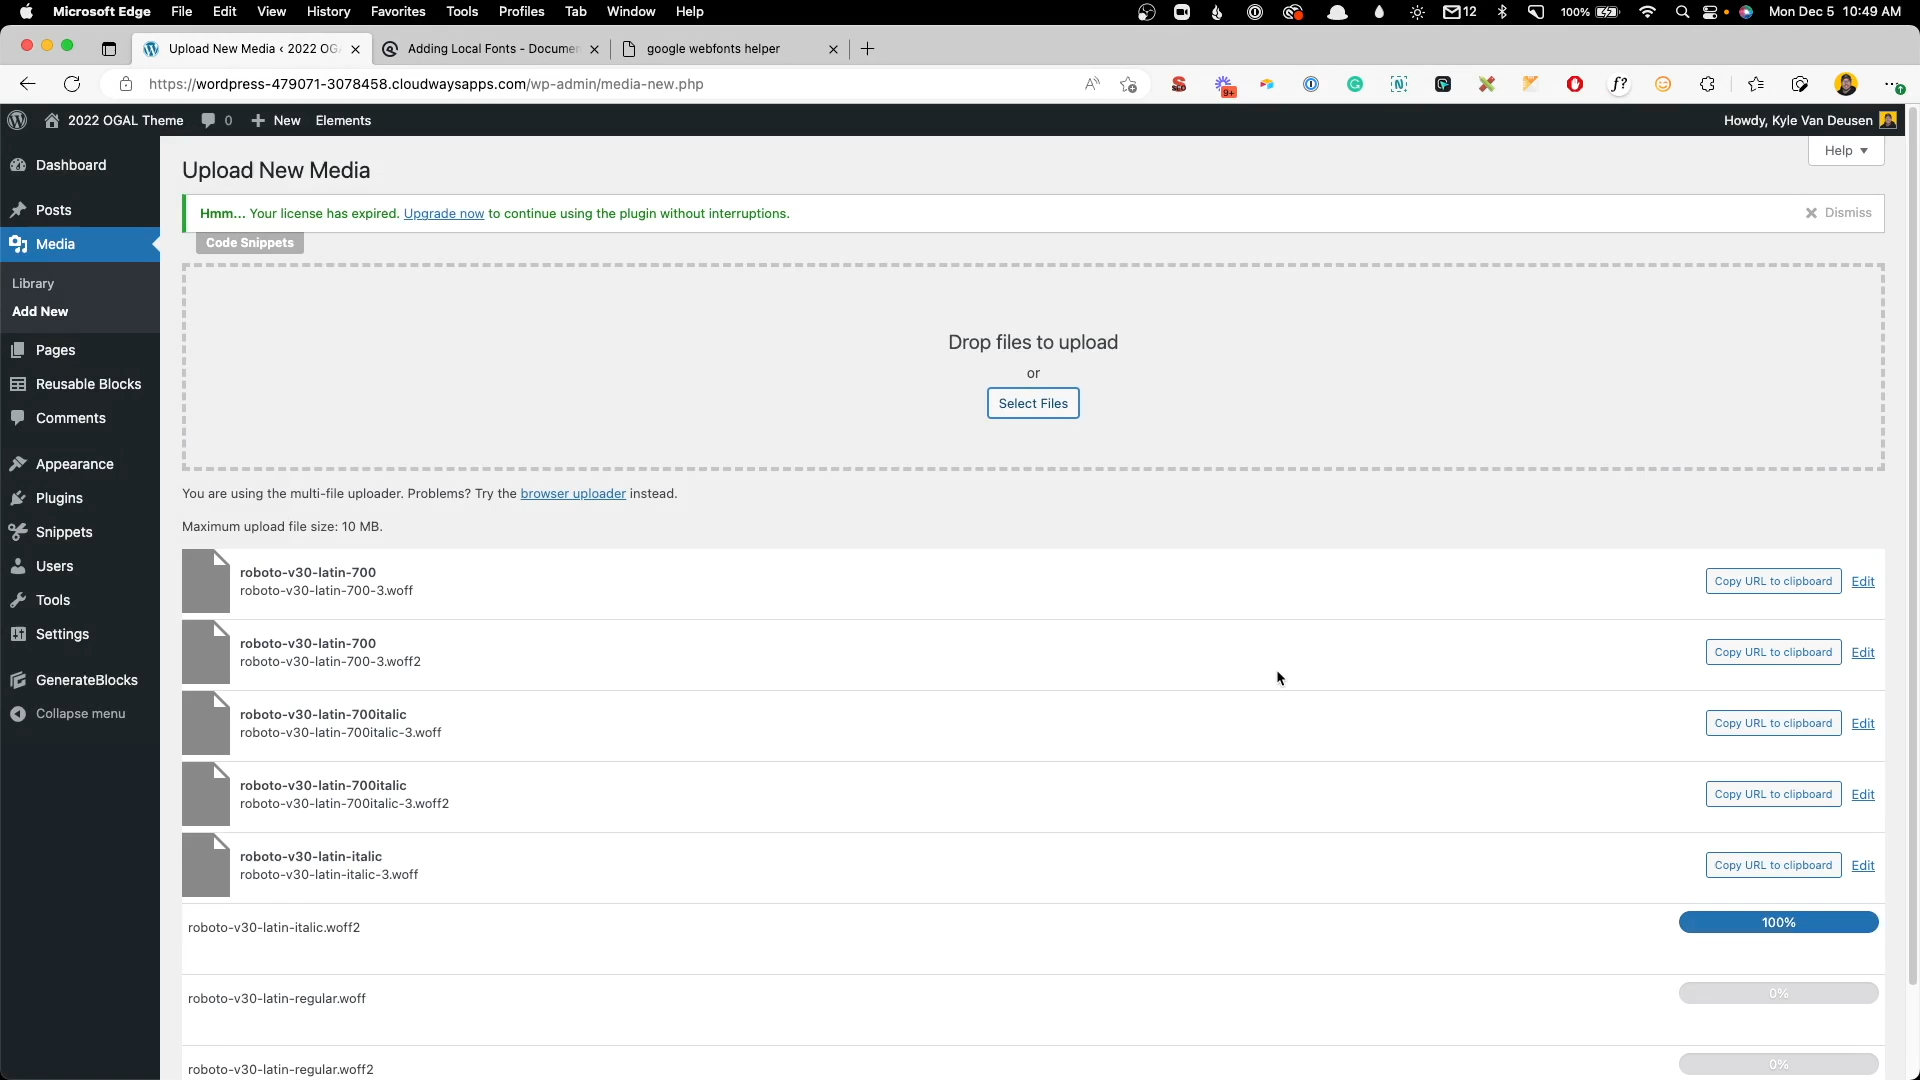 Microsoft Edge File Edit View History Favorites Tools Profiles Tab Window Help 12 100% Mon Dec 5 10:49 AM
Upload New Media ‹ 2022 OG
Adding Local Fonts - Documen
google webfonts helper
https://wordpress-479071-3078458.cloudwaysapps.com/wp-admin/media-new.php
9+
2022 OGAL Theme 0 New Elements Howdy, Kyle Van Deusen
Dashboard
Posts
Media
Library
Add New
Pages
Reusable Blocks
Comments
Appearance
Plugins
Snippets
Users
Tools
Settings
GenerateBlocks
Collapse menu
Help
Upload New Media
Hmm... Your license has expired. Upgrade now to continue using the plugin without interruptions.
Dismiss
Code Snippets
Drop files to upload
or
Select Files
You are using the multi-file uploader. Problems? Try the browser uploader instead.
Maximum upload file size: 10 MB.
roboto-v30-latin-700
roboto-v30-latin-700-3.woff
Copy URL to clipboard Edit
roboto-v30-latin-700
roboto-v30-latin-700-3.woff2
Copy URL to clipboard Edit
roboto-v30-latin-700italic
roboto-v30-latin-700italic-3.woff
Copy URL to clipboard Edit
roboto-v30-latin-700italic
roboto-v30-latin-700italic-3.woff2
Copy URL to clipboard Edit
roboto-v30-latin-italic
roboto-v30-latin-italic-3.woff
Copy URL to clipboard Edit
roboto-v30-latin-italic.woff2
100%
roboto-v30-latin-regular.woff
0%
roboto-v30-latin-regular.woff2
0%